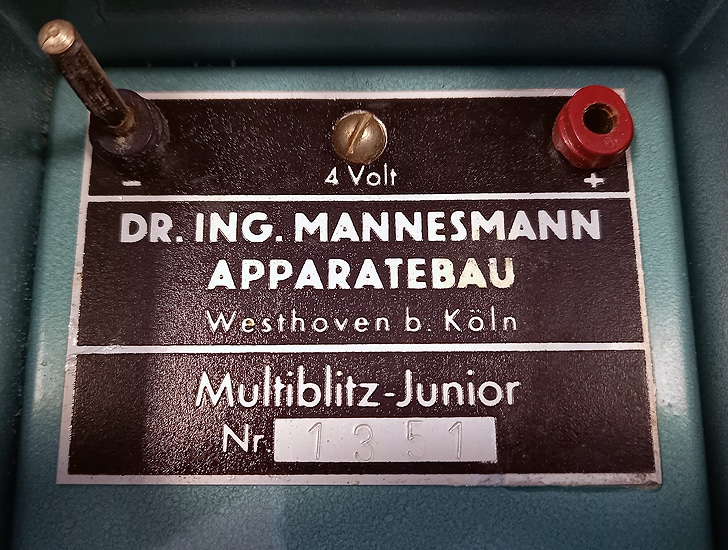 4 Volt
- +
DR. ING. MANNESMANN
APPARATEBAU
Westhoven b. Köln
Multiblitz-Junior
Nr. 1351